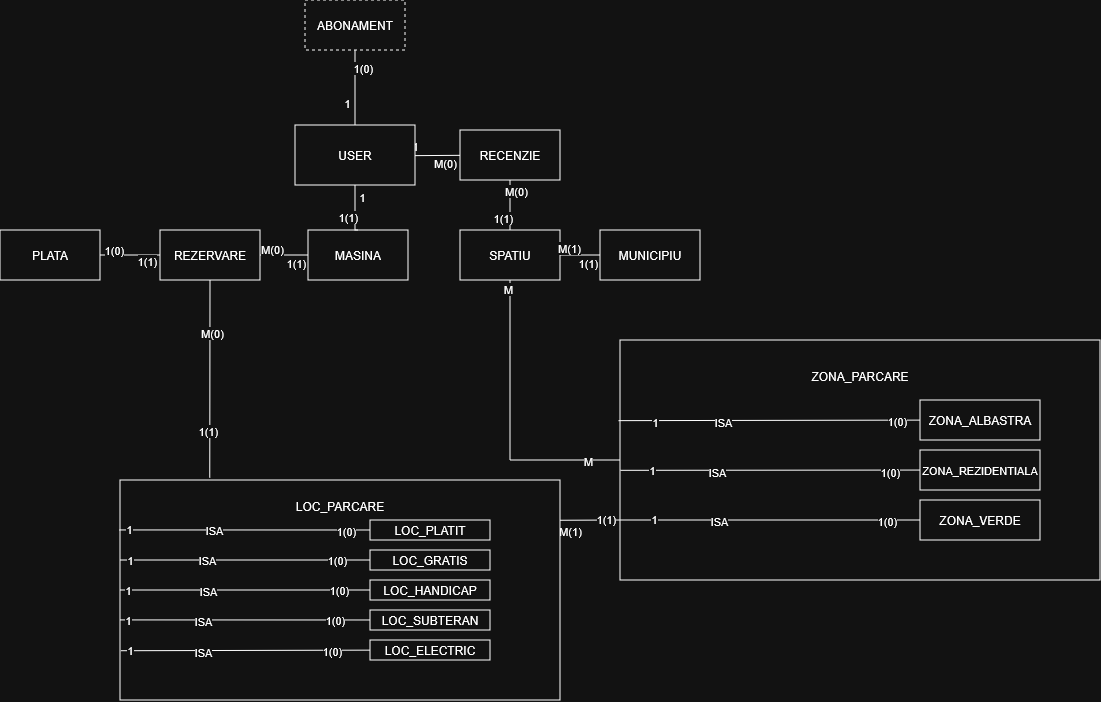 ABONAMENT
1(0)
1
USER
1
M(0)
RECENZIE
1
1(1)
M(0)
1(1)
PLATA
1(0)
1(1)
REZERVARE
M(0)
1(1)
MASINA
SPATIU
M(1)
1(1)
MUNICIPIU
M
M(0)
1(1)
M
ZONA_PARCARE
1
ISA
1(0)
ZONA_ALBASTRA
1
ISA
1(0)
ZONA_REZIDENTIALA
1
ISA
1(0)
ZONA_VERDE
M(1)
1(1)
LOC_PARCARE
1
ISA
1(0)
LOC_PLATIT
1
ISA
1(0)
LOC_GRATIS
1
ISA
1(0)
LOC_HANDICAP
1
ISA
1(0)
LOC_SUBTERAN
1
ISA
1(0)
LOC_ELECTRIC